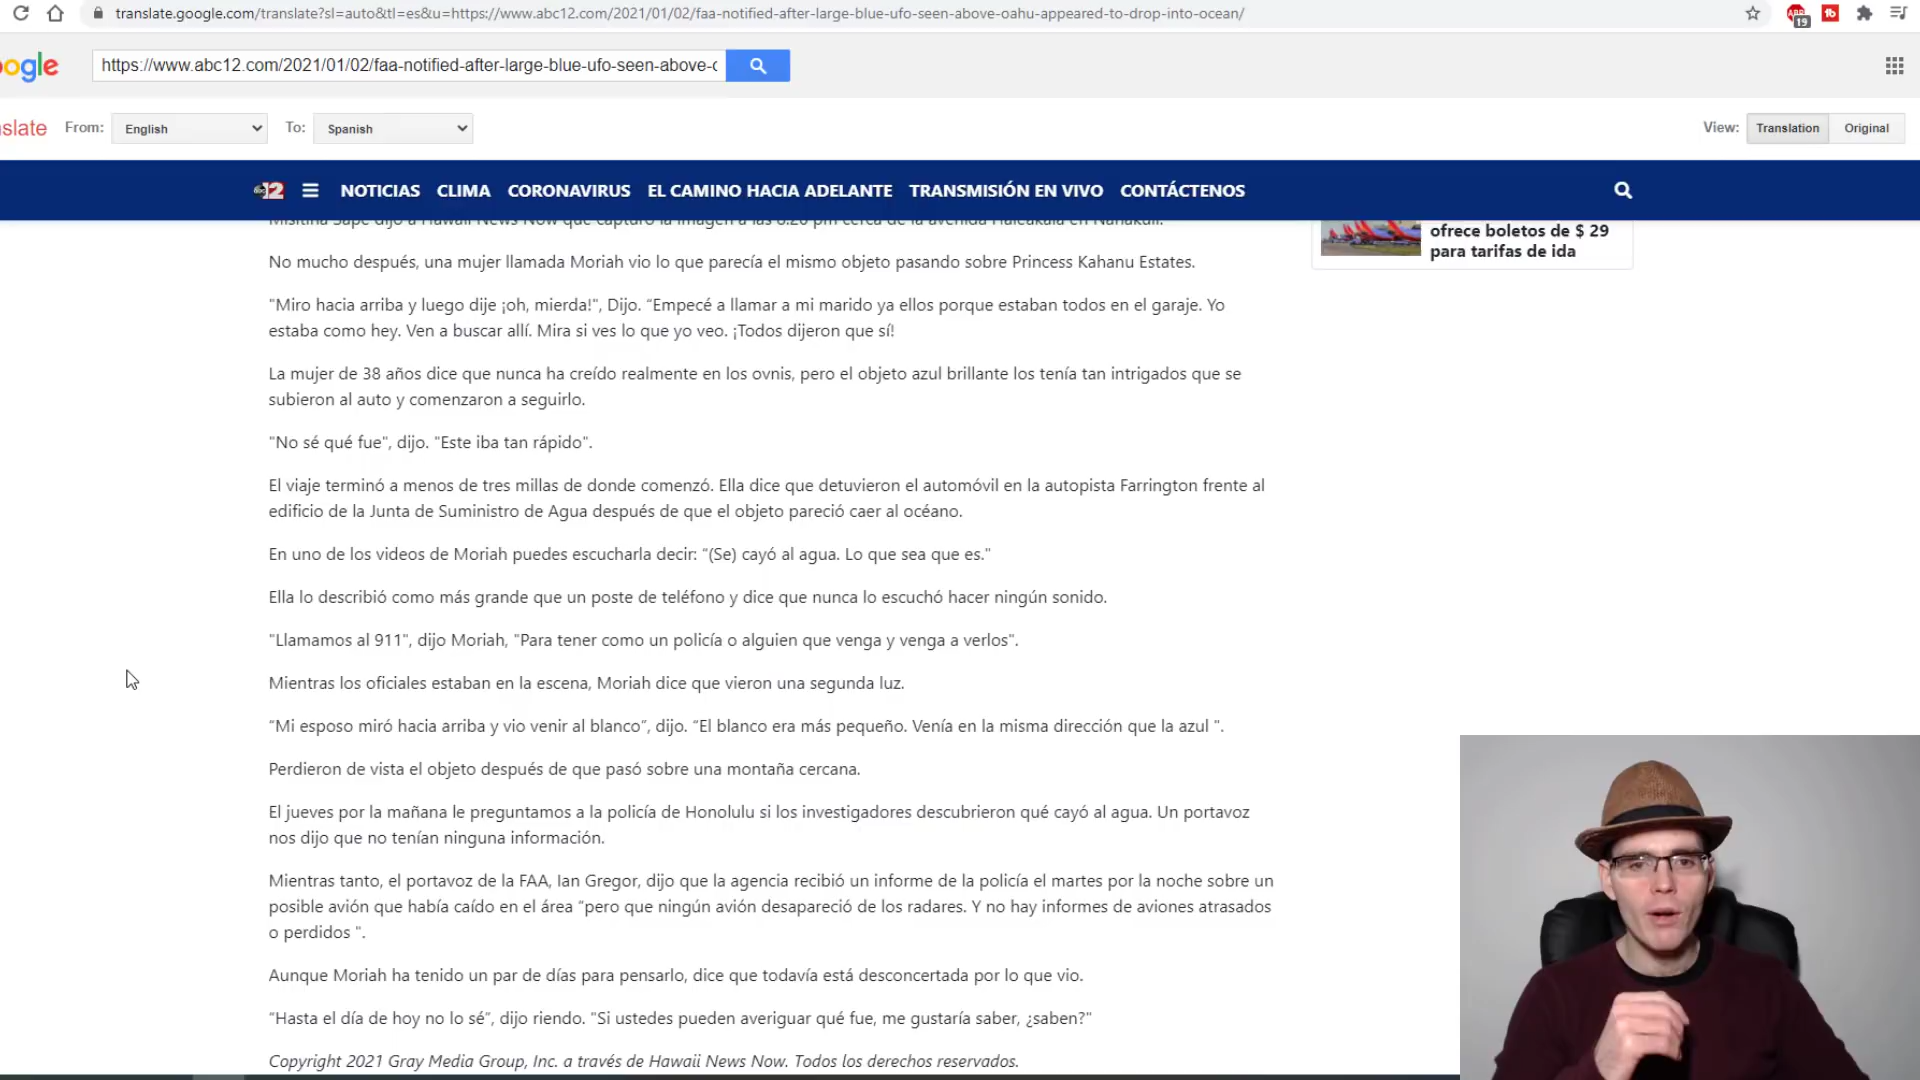 translate.google.com/translate?sl=auto&tl=es&u=https://www.abc12.com/2021/01/02/faa-notified-after-large-blue-ufo-seen-above-oahu-appeared-to-drop-into-ocean/
19
ogle
https://www.abc12.com/2021/01/02/faa-notified-after-large-blue-ufo-seen-above-
slate From: English To: Spanish View: Translation Original
abc 12 NOTICIAS CLIMA CORONAVIRUS EL CAMINO HACIA ADELANTE TRANSMISIÓN EN VIVO CONTÁCTENOS
dijo a Hawaii News Now que capturó la imagen a las 8:26 pm cerca de la avenida Haleakala en Nanakuli.
ofrece boletos de $ 29
para tarifas de ida
No mucho después, una mujer llamada Moriah vio lo que parecía el mismo objeto pasando sobre Princess Kahanu Estates.
"Miro hacia arriba y luego dije ¡oh, mierda!", Dijo. “Empecé a llamar a mi marido ya ellos porque estaban todos en el garaje. Yo
estaba como hey. Ven a buscar allí. Mira si ves lo que yo veo. ¡Todos dijeron que sí!
La mujer de 38 años dice que nunca ha creído realmente en los ovnis, pero el objeto azul brillante los tenía tan intrigados que se
subieron al auto y comenzaron a seguirlo.
"No sé qué fue", dijo. "Este iba tan rápido".
El viaje terminó a menos de tres millas de donde comenzó. Ella dice que detuvieron el automóvil en la autopista Farrington frente al
edificio de la Junta de Suministro de Agua después de que el objeto pareció caer al océano.
En uno de los videos de Moriah puedes escucharla decir: “(Se) cayó al agua. Lo que sea que es."
Ella lo describió como más grande que un poste de teléfono y dice que nunca lo escuchó hacer ningún sonido.
"Llamamos al 911", dijo Moriah, "Para tener como un policía o alguien que venga y venga a verlos".
Mientras los oficiales estaban en la escena, Moriah dice que vieron una segunda luz.
“Mi esposo miró hacia arriba y vio venir al blanco”, dijo. “El blanco era más pequeño. Venía en la misma dirección que la azul ".
Perdieron de vista el objeto después de que pasó sobre una montaña cercana.
El jueves por la mañana le preguntamos a la policía de Honolulu si los investigadores descubrieron qué cayó al agua. Un portavoz
nos dijo que no tenían ninguna información.
Mientras tanto, el portavoz de la FAA, Ian Gregor, dijo que la agencia recibió un informe de la policía el martes por la noche sobre un
posible avión que había caído en el área “pero que ningún avión desapareció de los radares. Y no hay informes de aviones atrasados
o perdidos ".
Aunque Moriah ha tenido un par de días para pensarlo, dice que todavía está desconcertada por lo que vio.
“Hasta el día de hoy no lo sé”, dijo riendo. "Si ustedes pueden averiguar qué fue, me gustaría saber, ¿saben?"
Copyright 2021 Gray Media Group, Inc. a través de Hawaii News Now. Todos los derechos reservados.